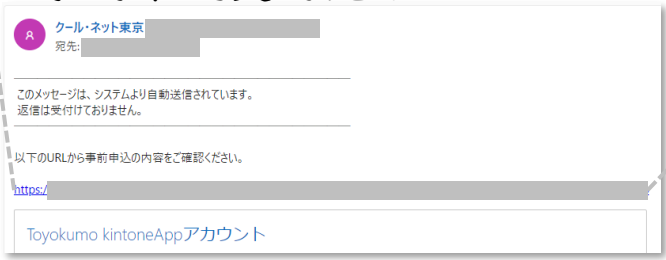 A
クール・ネット東京
宛先:
このメッセージは、システムより自動送信されています。
返信は受付けておりません。
以下のURLから事前申込の内容をご確認ください。
https:/
Toyokumo kintoneAppアカウント